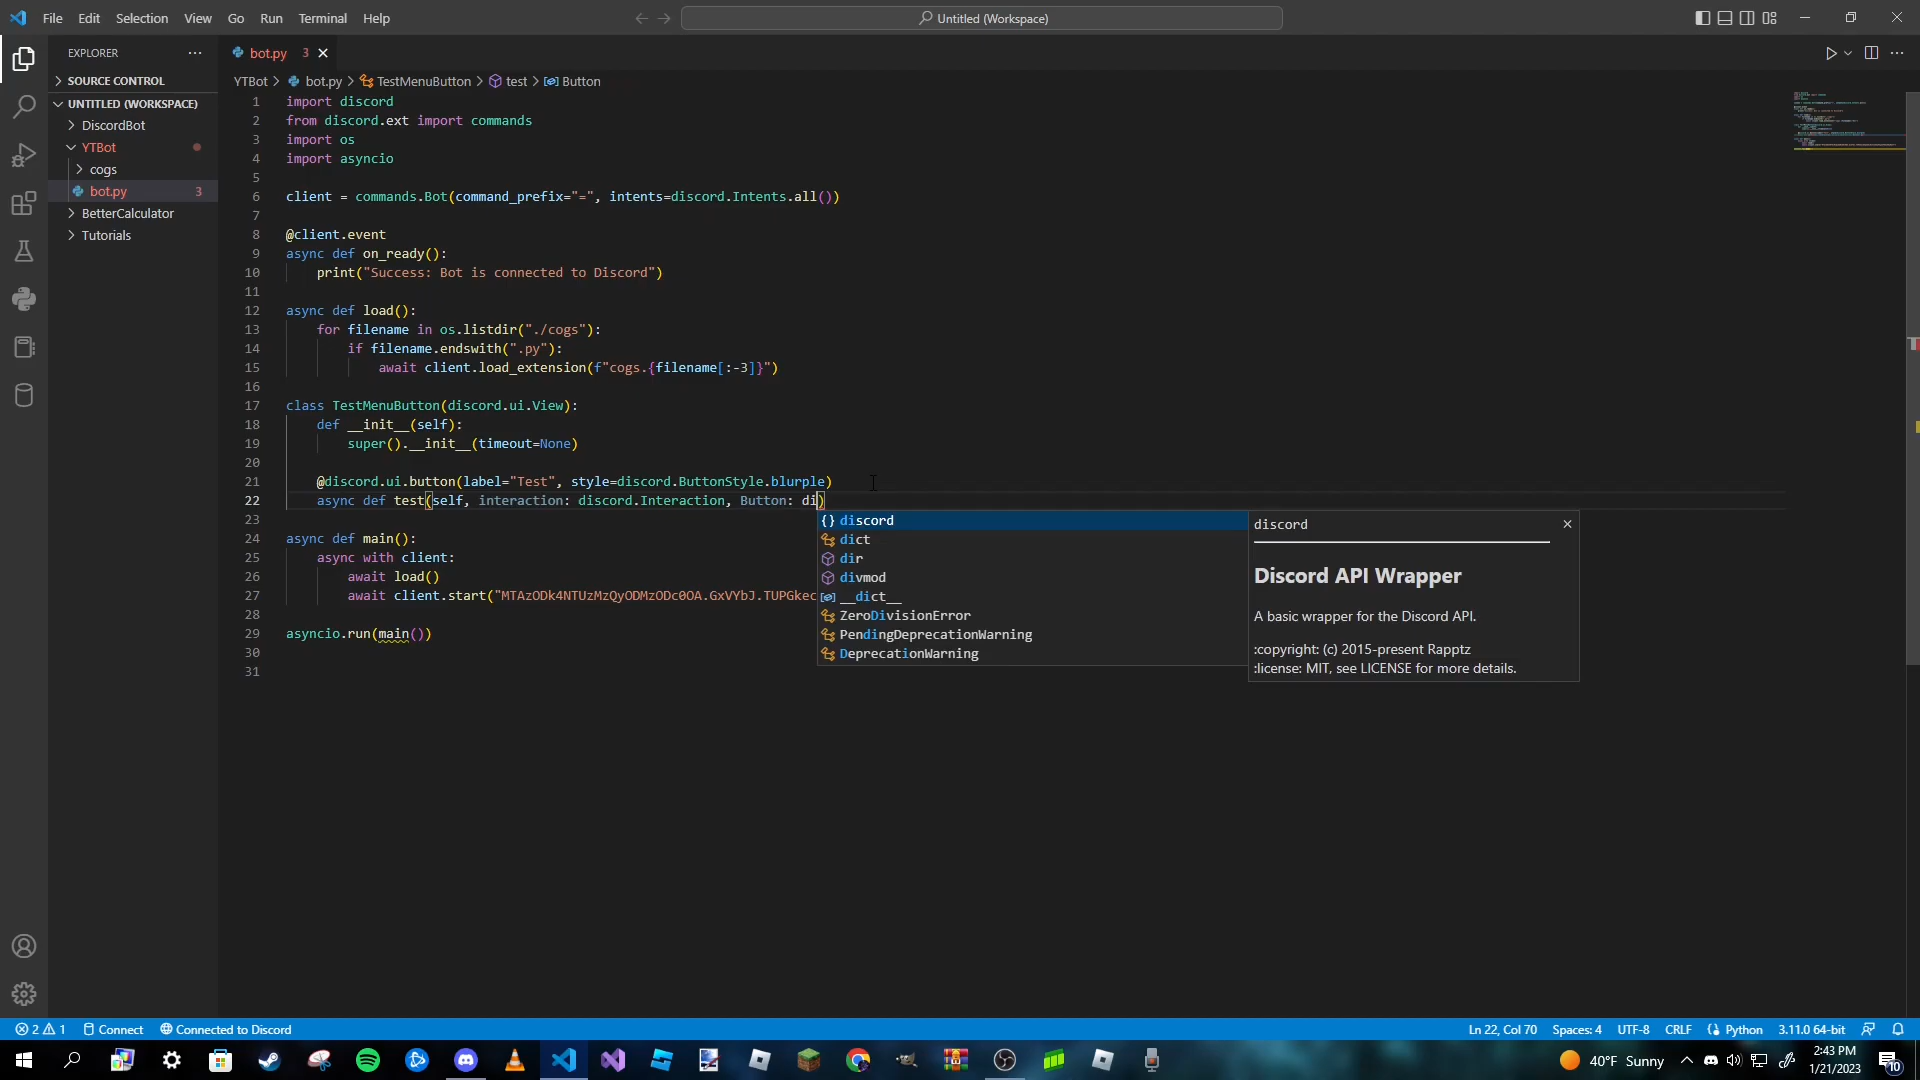 File Edit Selection View Go Run Terminal Help
Untitled (Workspace)
EXPLORER
bot.py 3
SOURCE CONTROL
YTBot > bot.py > TestMenuButton > test > Button
UNTITLED (WORKSPACE)
DiscordBot
YTBot
cogs
bot.py 3
BetterCalculator
Tutorials
1 import discord
2 from discord.ext import commands
3 import os
4 import asyncio
5
6 client = commands.Bot(command_prefix="=", intents=discord.Intents.all())
7
8 @client.event
9 async def on_ready():
10 print("Success: Bot is connected to Discord")
11
12 async def load():
13 for filename in os.listdir("./cogs"):
14 if filename.endswith(".py"):
15 await client.load_extension(f"cogs.{filename[:-3]}")
16
17 class TestMenuButton(discord.ui.View):
18 def __init__(self):
19 super().__init__(timeout=None)
20
21 @discord.ui.button(label="Test", style=discord.ButtonStyle.blurple)
22 async def test(self, interaction: discord.Interaction, Button: di)
23
24 async def main():
25 async with client:
26 await load()
27 await client.start("MTAzODk4NTUzMzQyODMzODc0OA.GxVYbJ.TUPGkec
28
29 asyncio.run(main())
30
31
discord
dict
dir
divmod
__dict__
ZeroDivisionError
PendingDeprecationWarning
DeprecationWarning
discord
Discord API Wrapper
A basic wrapper for the Discord API.
:copyright: (c) 2015-present Rapptz
:license: MIT, see LICENSE for more details.
2 1 Connect Connected to Discord
Ln 22, Col 70 Spaces: 4 UTF-8 CRLF Python 3.11.0 64-bit
40°F Sunny
2:43 PM
1/21/2023
10